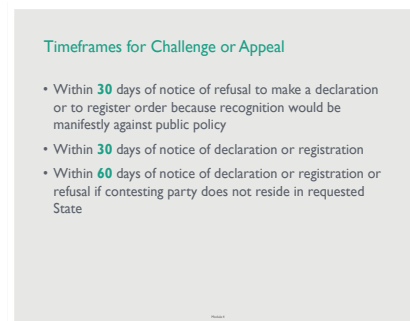 Timeframes for Challenge or Appeal
• Within 30 days of notice of refusal to make a declaration
or to register order because recognition would be
manifestly against public policy
• Within 30 days of notice of declaration or registration
• Within 60 days of notice of declaration or registration or
refusal if contesting party does not reside in requested
State